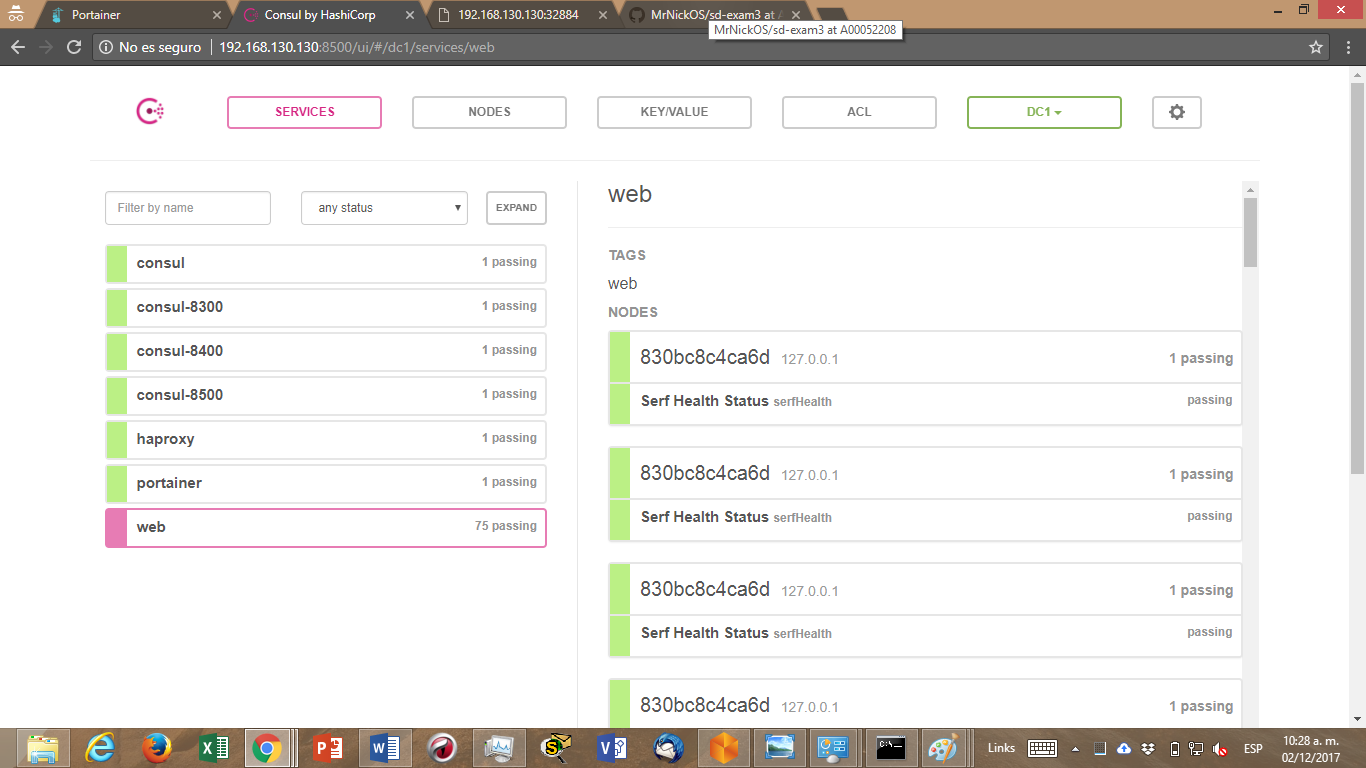 Portainer
Consul by HashiCorp
192.168.130.130:32884
MrNickOS/sd-exam3 at
MrNickOS/sd-exam3 at A00052208
No es seguro
192.168.130.130:8500/ui/#/dc1/services/web
SERVICES
NODES
KEY/VALUE
ACL
DC1
Filter by name
any status
EXPAND
consul 1 passing
consul-8300 1 passing
consul-8400 1 passing
consul-8500 1 passing
haproxy 1 passing
portainer 1 passing
web 75 passing
web
TAGS
web
NODES
830bc8c4ca6d 127.0.0.1 1 passing
Serf Health Status serfHealth passing
830bc8c4ca6d 127.0.0.1 1 passing
Serf Health Status serfHealth passing
830bc8c4ca6d 127.0.0.1 1 passing
Serf Health Status serfHealth passing
830bc8c4ca6d 127.0.0.1 1 passing
Links
ESP
10:28 a. m.
02/12/2017